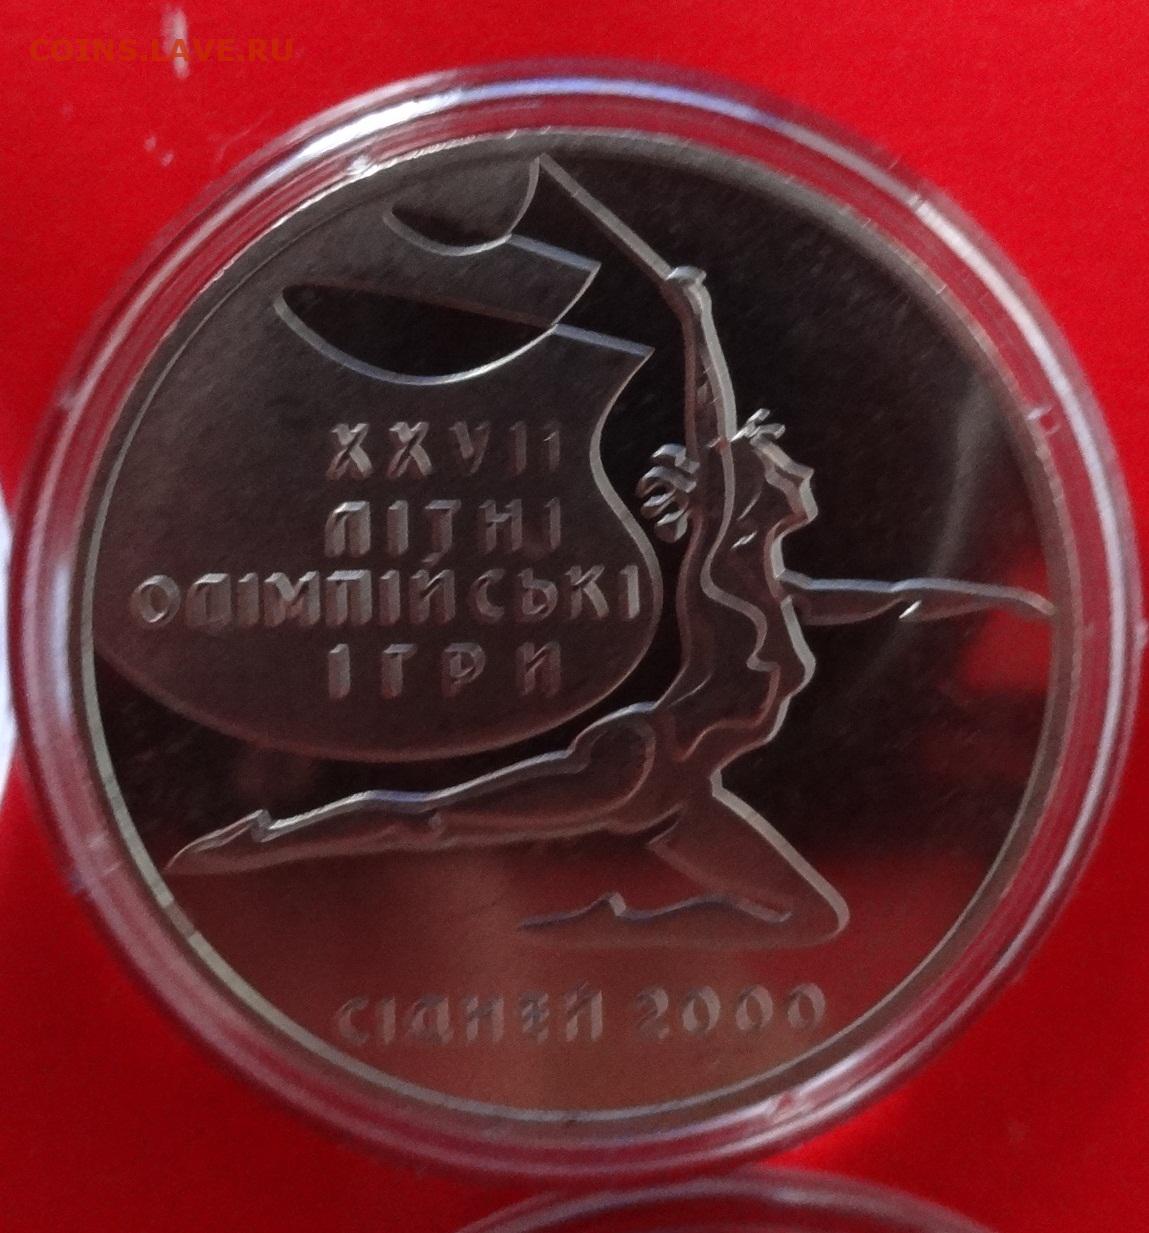 COINS.LAVE.RU
XXVII
ЛІТНІ
ОЛІМПІЙСЬКІ
ІГРИ
СІДНЕЙ 2000